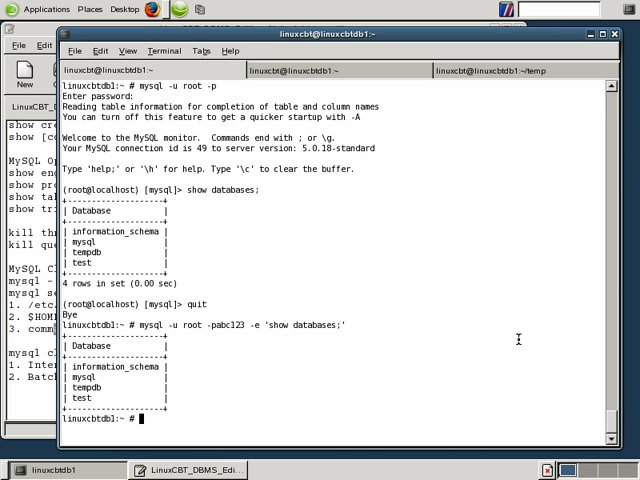 Applications Places Desktop
linuxcbt@linuxcbtdb1:~
File Edit View Terminal Tabs Help
linuxcbt@linuxcbtdb1:~
linuxcbt@linuxcbtdb1:~
linuxcbt@linuxcbtdb1:~/temp
linuxcbtdb1:~ # mysql -u root -p
Enter password:
Reading table information for completion of table and column names
You can turn off this feature to get a quicker startup with -A
Welcome to the MySQL monitor.  Commands end with ; or \g.
Your MySQL connection id is 49 to server version: 5.0.18-standard
Type 'help;' or '\h' for help. Type '\c' to clear the buffer.
(root@localhost) [mysql]> show databases;
+--------------------+
| Database           |
+--------------------+
| information_schema |
| mysql              |
| tempdb             |
| test               |
+--------------------+
4 rows in set (0.00 sec)
(root@localhost) [mysql]> quit
Bye
linuxcbtdb1:~ # mysql -u root -pabc123 -e 'show databases;'
+--------------------+
| Database           |
+--------------------+
| information_schema |
| mysql              |
| tempdb             |
| test               |
+--------------------+
linuxcbtdb1:~ #
File Edit
New
LinuxCBT_D
show cre
show [co
MySQL Op
show eng
show pro
show tal
show tri
kill thr
kill que
MySQL Cl
mysql -
mysql se
1. /etc/
2. $HOM
3. comm
mysql cl
1. Inter
2. Batc
linuxcbtdb1
LinuxCBT_DBMS_Edi...